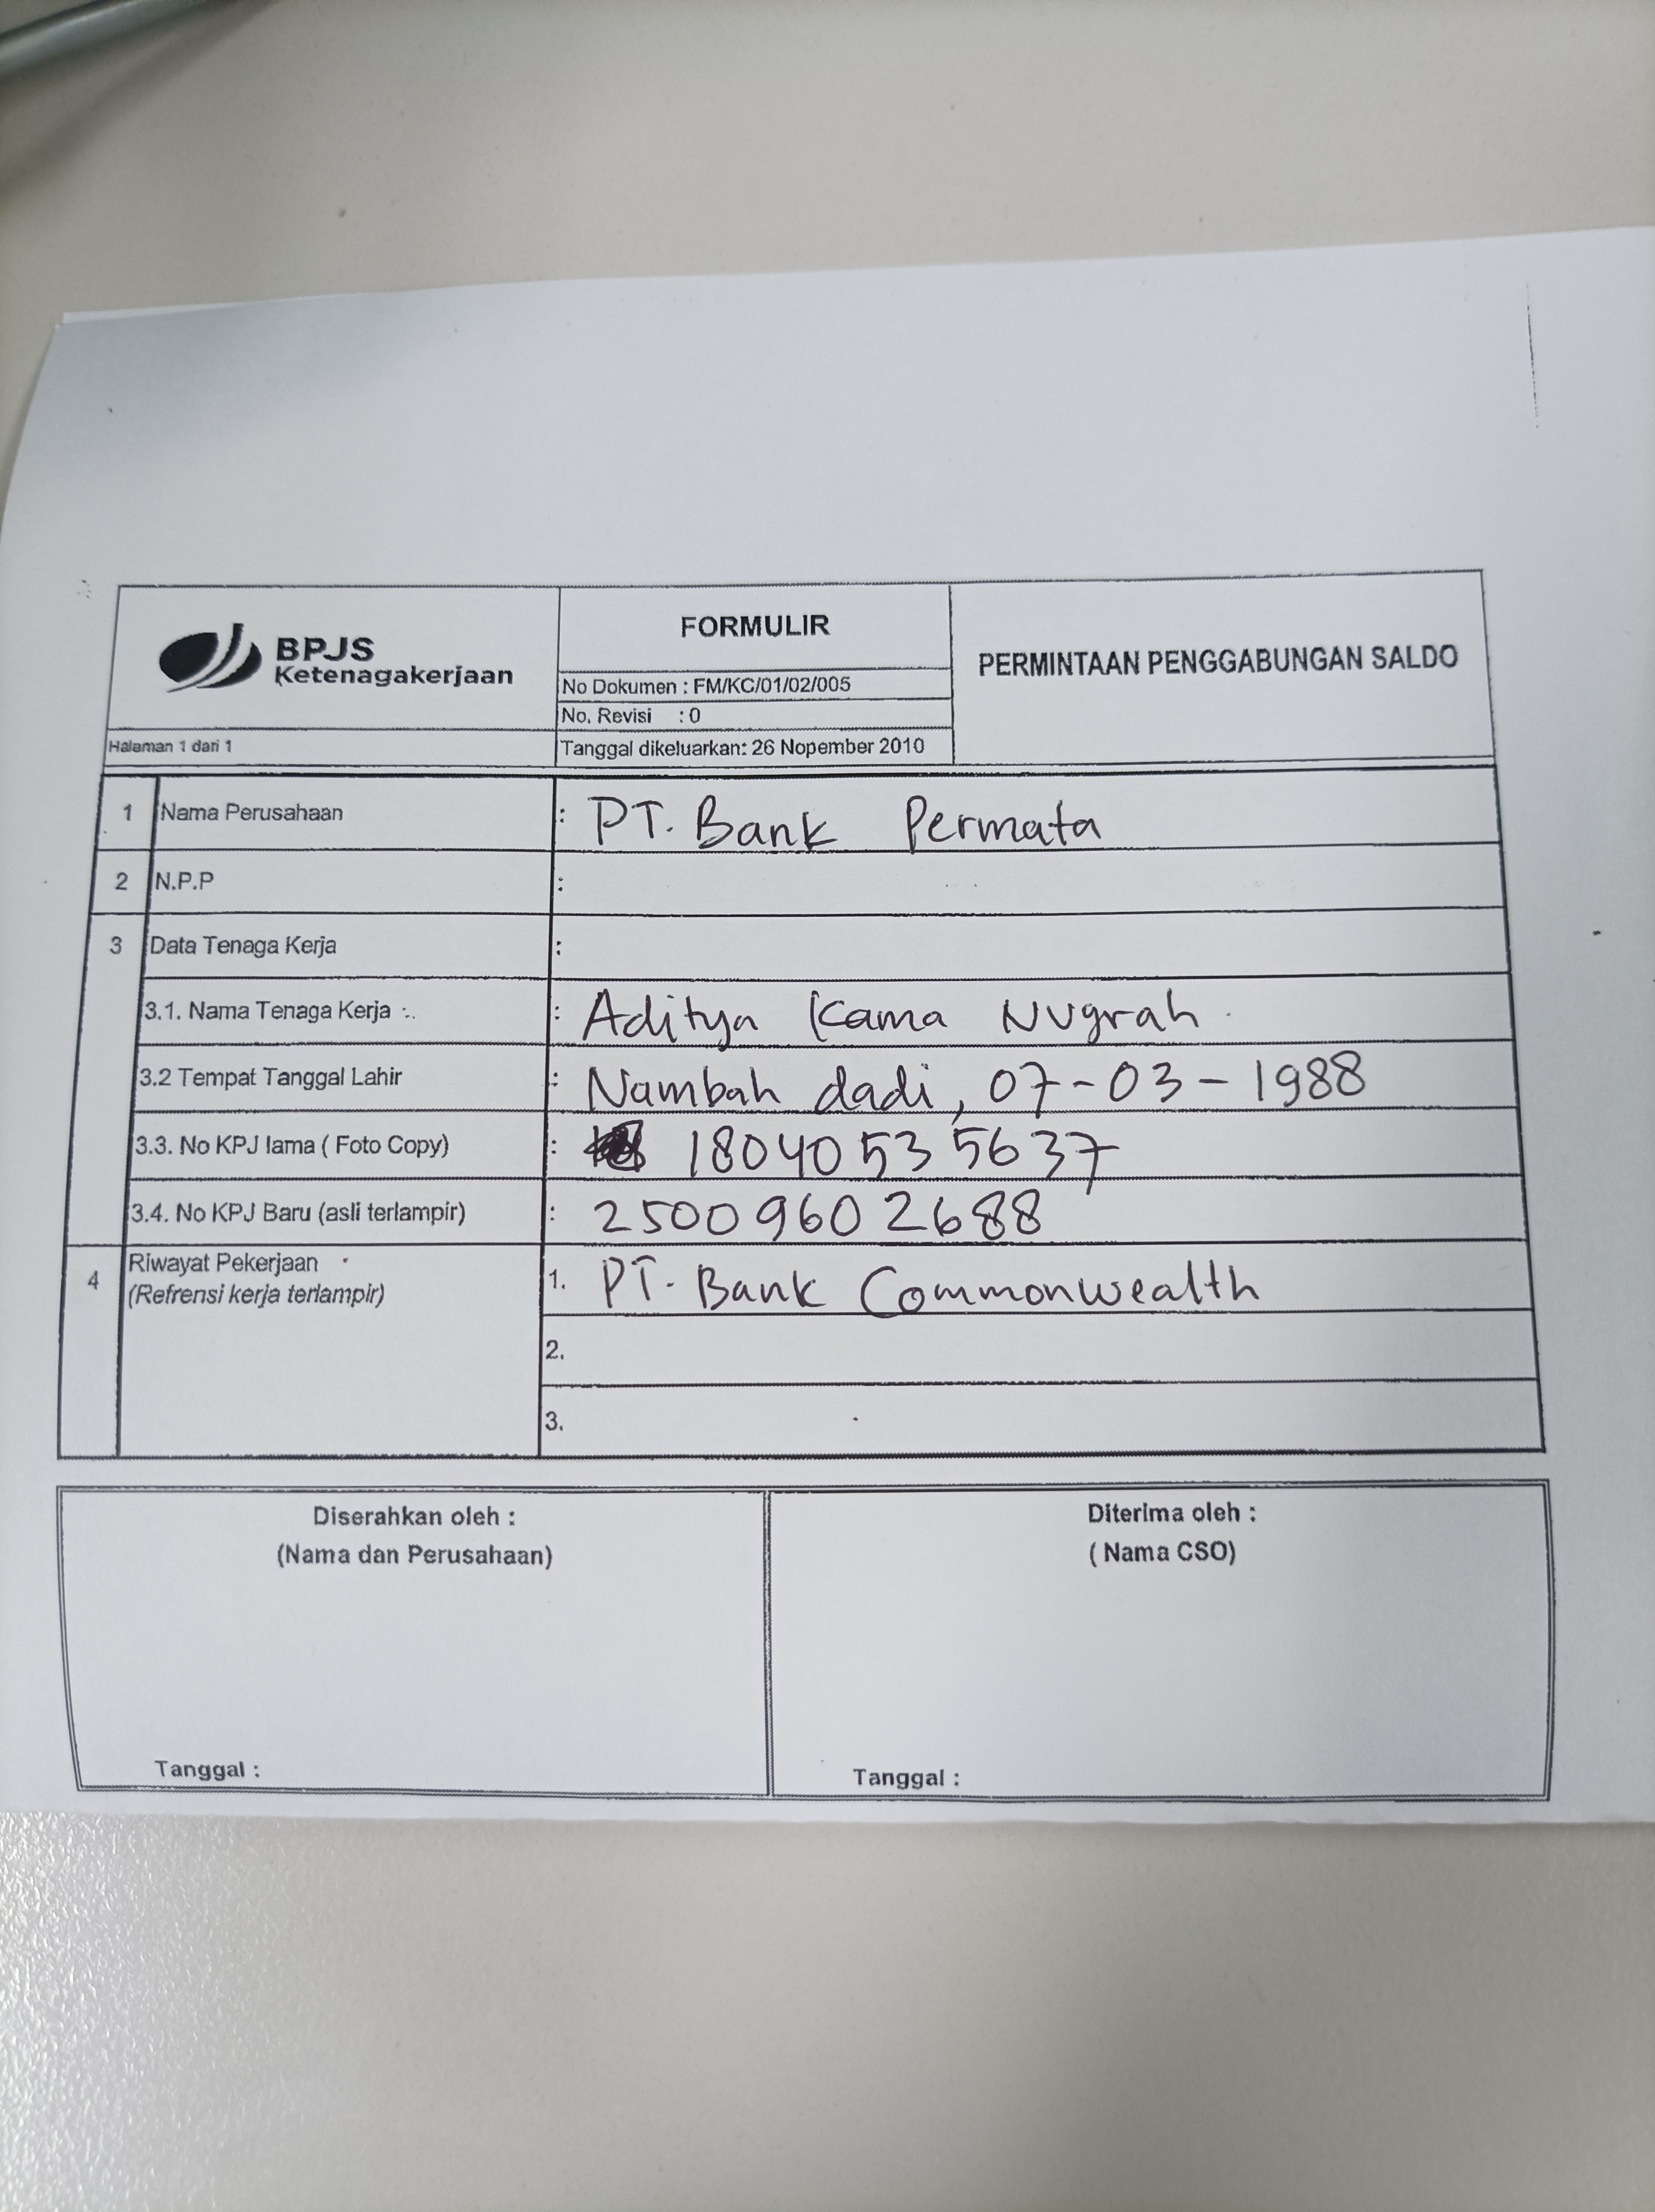 BPJS
Ketenagakerjaan
FORMULIR
PERMINTAAN PENGGABUNGAN SALDO
No Dokumen : FM/KC/01/02/005
No. Revisi : 0
Halaman 1 dari 1
Tanggal dikeluarkan: 26 Nopember 2010
1 Nama Perusahaan : PT. Bank Permata
2 N.P.P :
3 Data Tenaga Kerja :
3.1. Nama Tenaga Kerja : Aditya Kama Nugrah
3.2 Tempat Tanggal Lahir : Nambah dadi, 07-03-1988
3.3. No KPJ lama ( Foto Copy) : 18040535637
3.4. No KPJ Baru (asli terlampir) : 25009602688
4 Riwayat Pekerjaan 1. PT. Bank Commonwealth
(Refrensi kerja terlampir)
2.
3.
Diserahkan oleh :
(Nama dan Perusahaan)
Tanggal :
Diterima oleh :
( Nama CSO)
Tanggal :